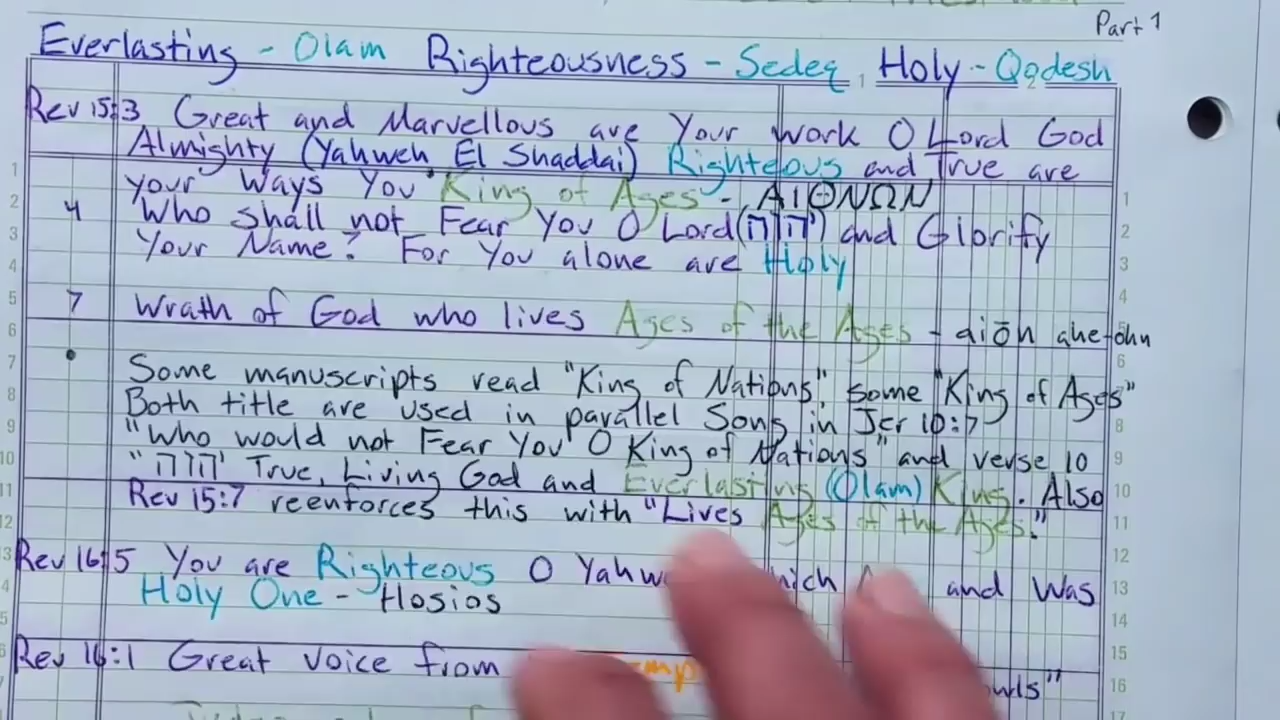 Part 1
Everlasting - Olam Righteousness - Sedeq Holy - Qodesh
Rev 15:3 Great and Marvellous are Your work O Lord God
Almighty (Yahweh El Shaddai) Righteous and True are
Your Ways You King of Ages - ΑΙΟΝΩΝ
4 Who shall not Fear You O Lord (יהוה) and Glorify
Your Name? For You alone are Holy
7 Wrath of God who lives Ages of the Ages - aiōn ahe-ohn
• Some manuscripts read "King of Nations", some "King of Ages"
Both title are used in parallel Song in Jer 10:7
"Who would not Fear You O King of Nations" and verse 10
"יהוה True, Living God and Everlasting (Olam) King. Also
Rev 15:7 reenforces this with "Lives Ages of the Ages."
Rev 16:5 You are Righteous O and Was
Holy One - Hosios
Rev 16:1 Great voice from